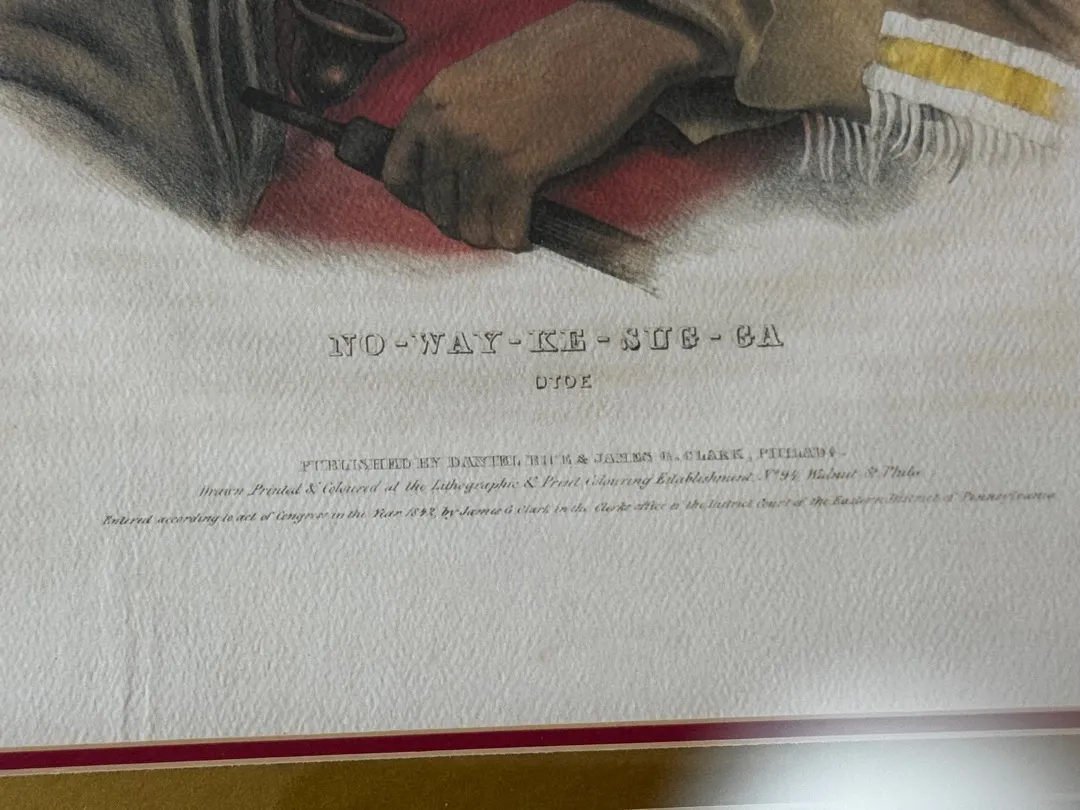 NO-WAY-KE-SUG-GA
OTOE
PUBLISHED BY DANIEL RICE & JAMES G. CLARK, PHILADA.
Drawn Printed & Coloured at the Lithographic & Print Colouring Establishment, No. 94 Walnut St. Phila.
Entered according to act of Congress in the Year 1842, by James G Clark in the Clerks office of the District Court of the Eastern District of Pennsylvania